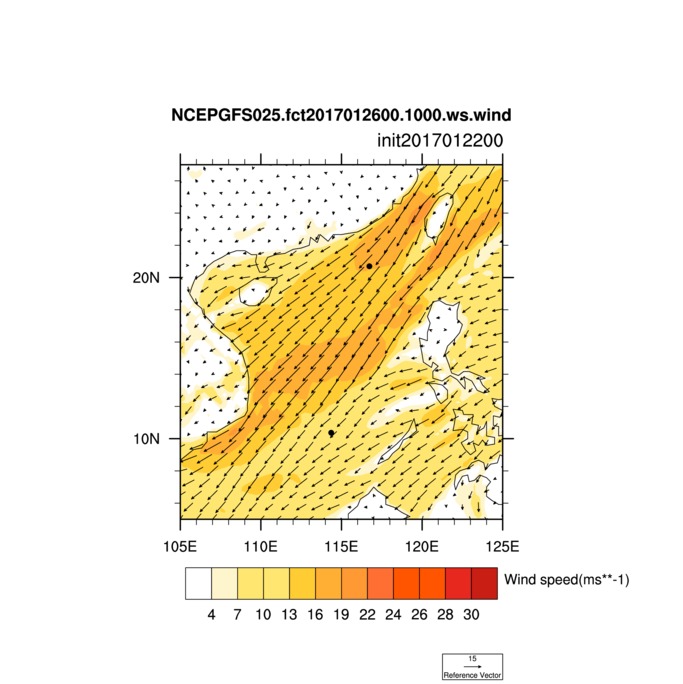 NCEPGFS025.fct2017012600.1000.ws.wind
init2017012200
20N
10N
105E 110E 115E 120E 125E
Wind speed(ms**-1)
4 7 10 13 16 19 22 24 26 28 30
15
Reference Vector